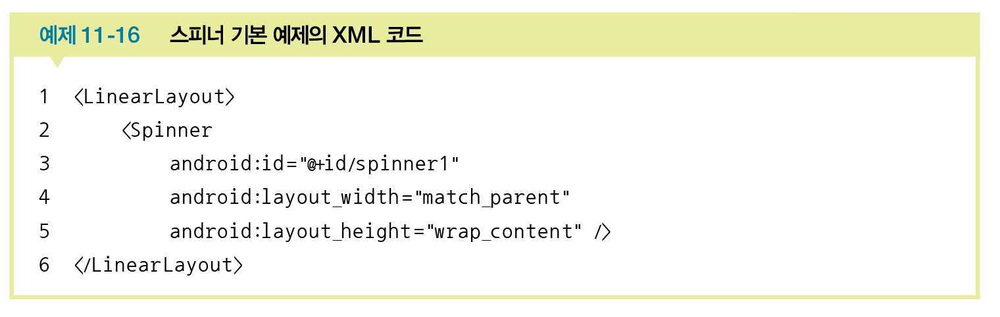 예제 11-16 스피너 기본 예제의 XML 코드
1 <LinearLayout>
2 <Spinner
3 android:id="@+id/spinner1"
4 android:layout_width="match_parent"
5 android:layout_height="wrap_content" />
6 </LinearLayout>